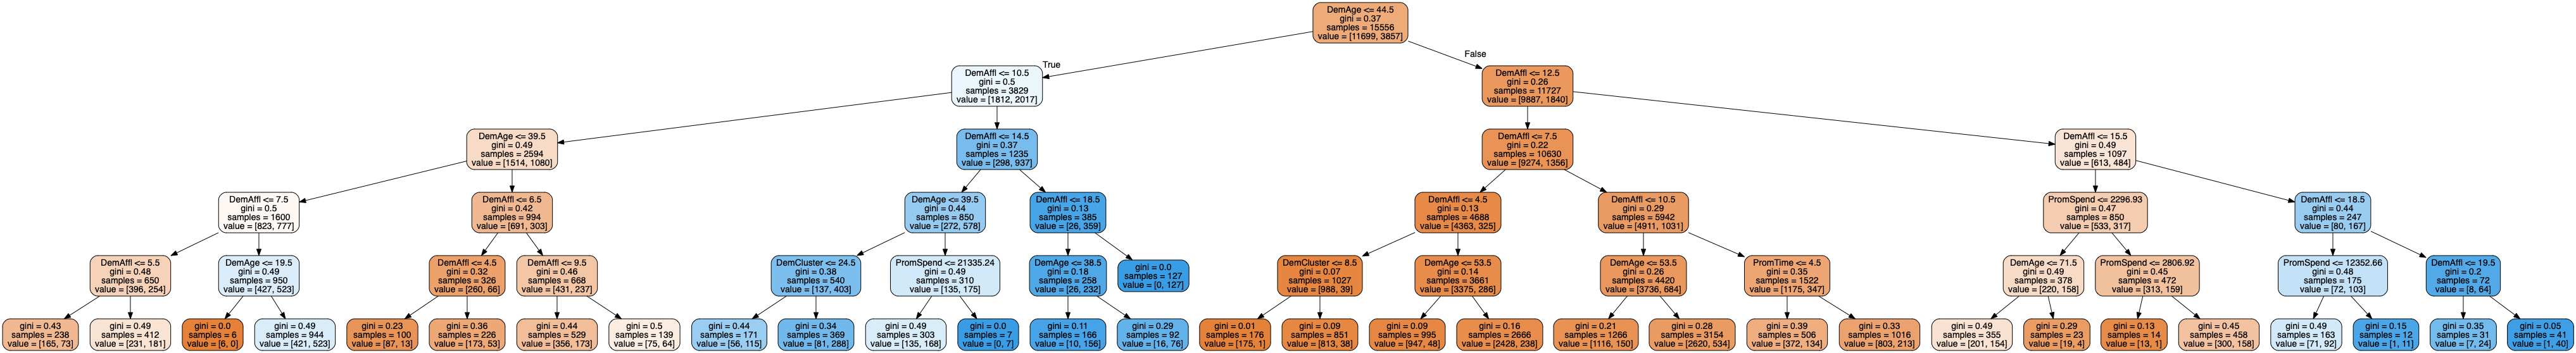 DemAge <= 44.5
gini = 0.37
samples = 15556
value = [11699, 3857]
True
False
DemAffl <= 10.5
gini = 0.5
samples = 3829
value = [1812, 2017]
DemAffl <= 12.5
gini = 0.26
samples = 11727
value = [9887, 1840]
DemAge <= 39.5
gini = 0.49
samples = 2594
value = [1514, 1080]
DemAffl <= 14.5
gini = 0.37
samples = 1235
value = [298, 937]
DemAffl <= 7.5
gini = 0.22
samples = 10630
value = [9274, 1356]
DemAffl <= 15.5
gini = 0.49
samples = 1097
value = [613, 484]
DemAffl <= 7.5
gini = 0.5
samples = 1600
value = [823, 777]
DemAffl <= 6.5
gini = 0.42
samples = 994
value = [691, 303]
DemAge <= 39.5
gini = 0.44
samples = 850
value = [272, 578]
DemAffl <= 18.5
gini = 0.13
samples = 385
value = [26, 359]
DemAffl <= 4.5
gini = 0.13
samples = 4688
value = [4363, 325]
DemAffl <= 10.5
gini = 0.29
samples = 5942
value = [4911, 1031]
PromSpend <= 2296.93
gini = 0.47
samples = 850
value = [533, 317]
DemAffl <= 18.5
gini = 0.44
samples = 247
value = [80, 167]
DemAffl <= 5.5
gini = 0.48
samples = 650
value = [396, 254]
DemAge <= 19.5
gini = 0.49
samples = 950
value = [427, 523]
DemAffl <= 4.5
gini = 0.32
samples = 326
value = [260, 66]
DemAffl <= 9.5
gini = 0.46
samples = 668
value = [431, 237]
DemCluster <= 24.5
gini = 0.38
samples = 540
value = [137, 403]
PromSpend <= 21335.24
gini = 0.49
samples = 310
value = [135, 175]
DemAge <= 38.5
gini = 0.18
samples = 258
value = [26, 232]
gini = 0.0
samples = 127
value = [0, 127]
DemCluster <= 8.5
gini = 0.07
samples = 1027
value = [988, 39]
DemAge <= 53.5
gini = 0.14
samples = 3661
value = [3375, 286]
DemAge <= 53.5
gini = 0.26
samples = 4420
value = [3736, 684]
PromTime <= 4.5
gini = 0.35
samples = 1522
value = [1175, 347]
DemAge <= 71.5
gini = 0.49
samples = 378
value = [220, 158]
PromSpend <= 2806.92
gini = 0.45
samples = 472
value = [313, 159]
PromSpend <= 12352.66
gini = 0.48
samples = 175
value = [72, 103]
DemAffl <= 19.5
gini = 0.2
samples = 72
value = [8, 64]
gini = 0.43
samples = 238
value = [165, 73]
gini = 0.49
samples = 412
value = [231, 181]
gini = 0.0
samples = 6
value = [6, 0]
gini = 0.49
samples = 944
value = [421, 523]
gini = 0.23
samples = 100
value = [87, 13]
gini = 0.36
samples = 226
value = [173, 53]
gini = 0.44
samples = 529
value = [356, 173]
gini = 0.5
samples = 139
value = [75, 64]
gini = 0.44
samples = 171
value = [56, 115]
gini = 0.34
samples = 369
value = [81, 288]
gini = 0.49
samples = 303
value = [135, 168]
gini = 0.0
samples = 7
value = [0, 7]
gini = 0.11
samples = 166
value = [10, 156]
gini = 0.29
samples = 92
value = [16, 76]
gini = 0.01
samples = 176
value = [175, 1]
gini = 0.09
samples = 851
value = [813, 38]
gini = 0.09
samples = 995
value = [947, 48]
gini = 0.16
samples = 2666
value = [2428, 238]
gini = 0.21
samples = 1266
value = [1116, 150]
gini = 0.28
samples = 3154
value = [2620, 534]
gini = 0.39
samples = 506
value = [372, 134]
gini = 0.33
samples = 1016
value = [803, 213]
gini = 0.49
samples = 355
value = [201, 154]
gini = 0.29
samples = 23
value = [19, 4]
gini = 0.13
samples = 14
value = [13, 1]
gini = 0.45
samples = 458
value = [300, 158]
gini = 0.49
samples = 163
value = [71, 92]
gini = 0.15
samples = 12
value = [1, 11]
gini = 0.35
samples = 31
value = [7, 24]
gini = 0.05
samples = 41
value = [1, 40]